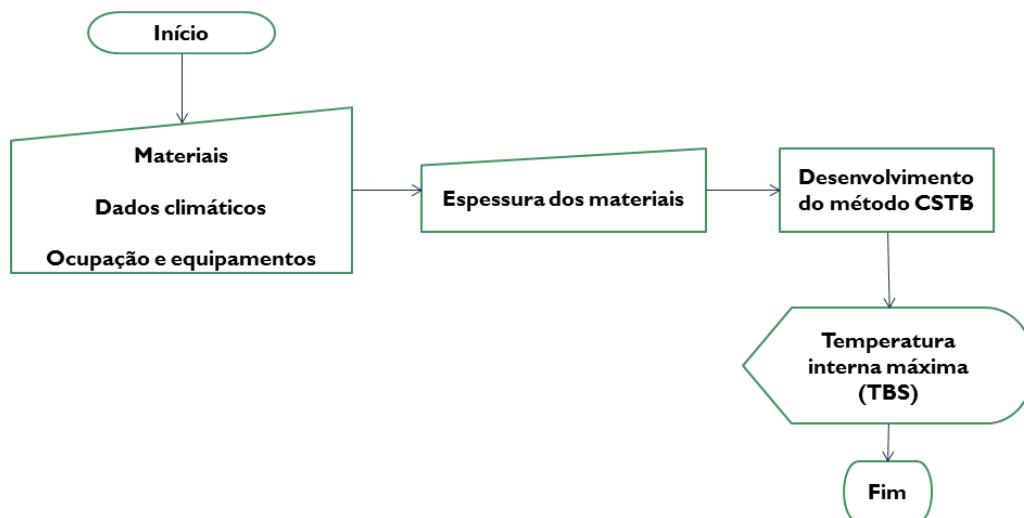 Início
Materiais
Dados climáticos
Ocupação e equipamentos
Espessura dos materiais
Desenvolvimento
do método CSTB
Temperatura
interna máxima
(TBS)
Fim